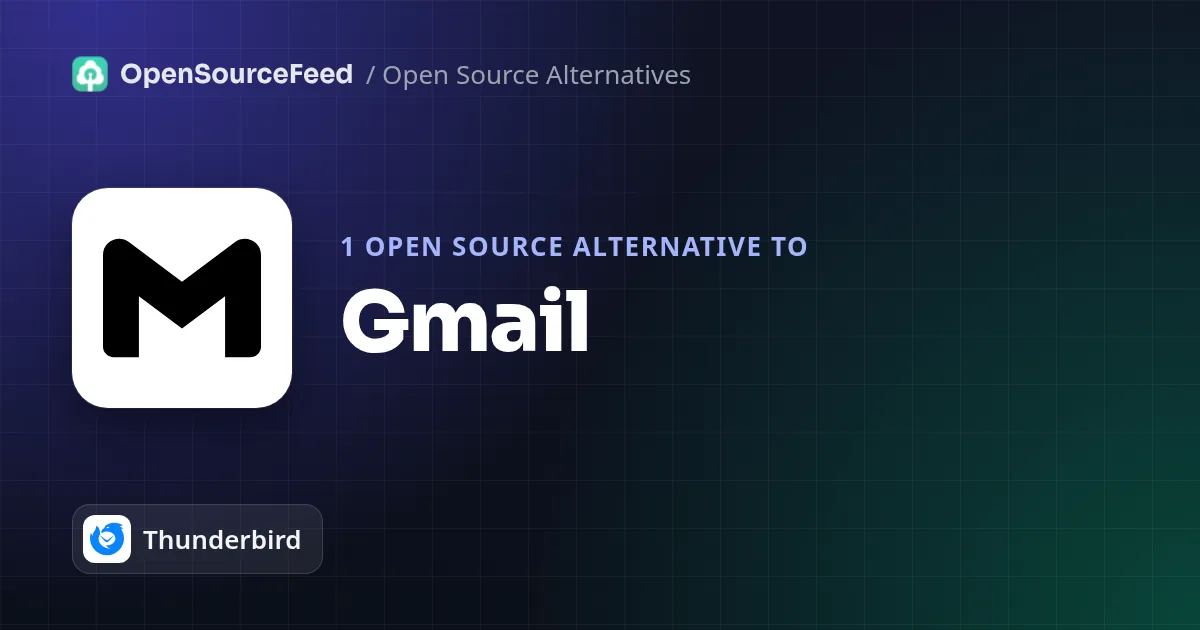 OpenSourceFeed / Open Source Alternatives
1 OPEN SOURCE ALTERNATIVE TO
Gmail
Thunderbird